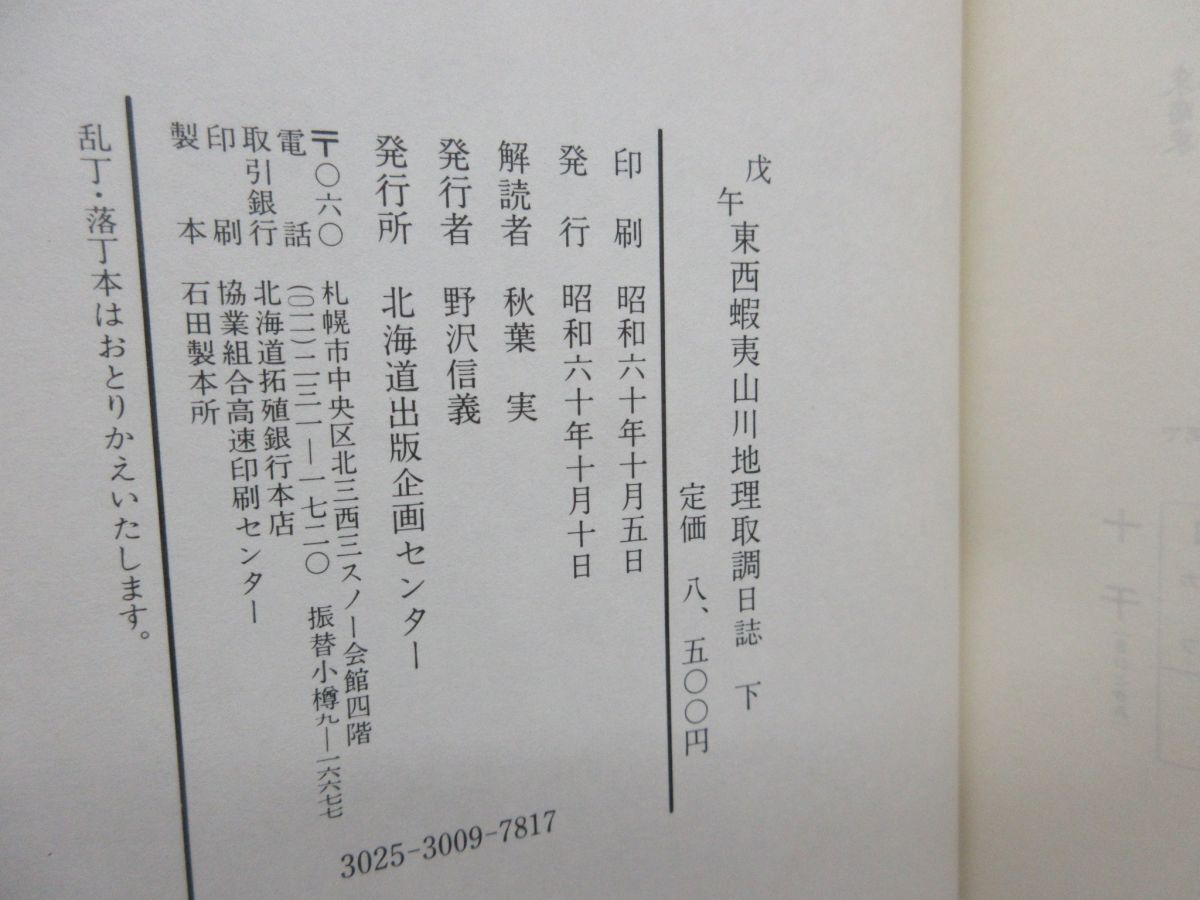 戊午東西蝦夷山川地理取調日誌 下
定価 八、五〇〇円
印刷 昭和六十年十月五日
発行 昭和六十年十月十日
解読者 秋葉 実
発行者 野沢信義
発行所 北海道出版企画センター
〒〇六〇 札幌市中央区北三西三スノー会館四階
電話 (〇一一)二三一―一七二〇 振替小樽九―一六六七七
取引銀行 北海道拓殖銀行本店
印刷 協業組合高速印刷センター
製本 石田製本所
乱丁・落丁本はおとりかえいたします。
3025-3009-7817